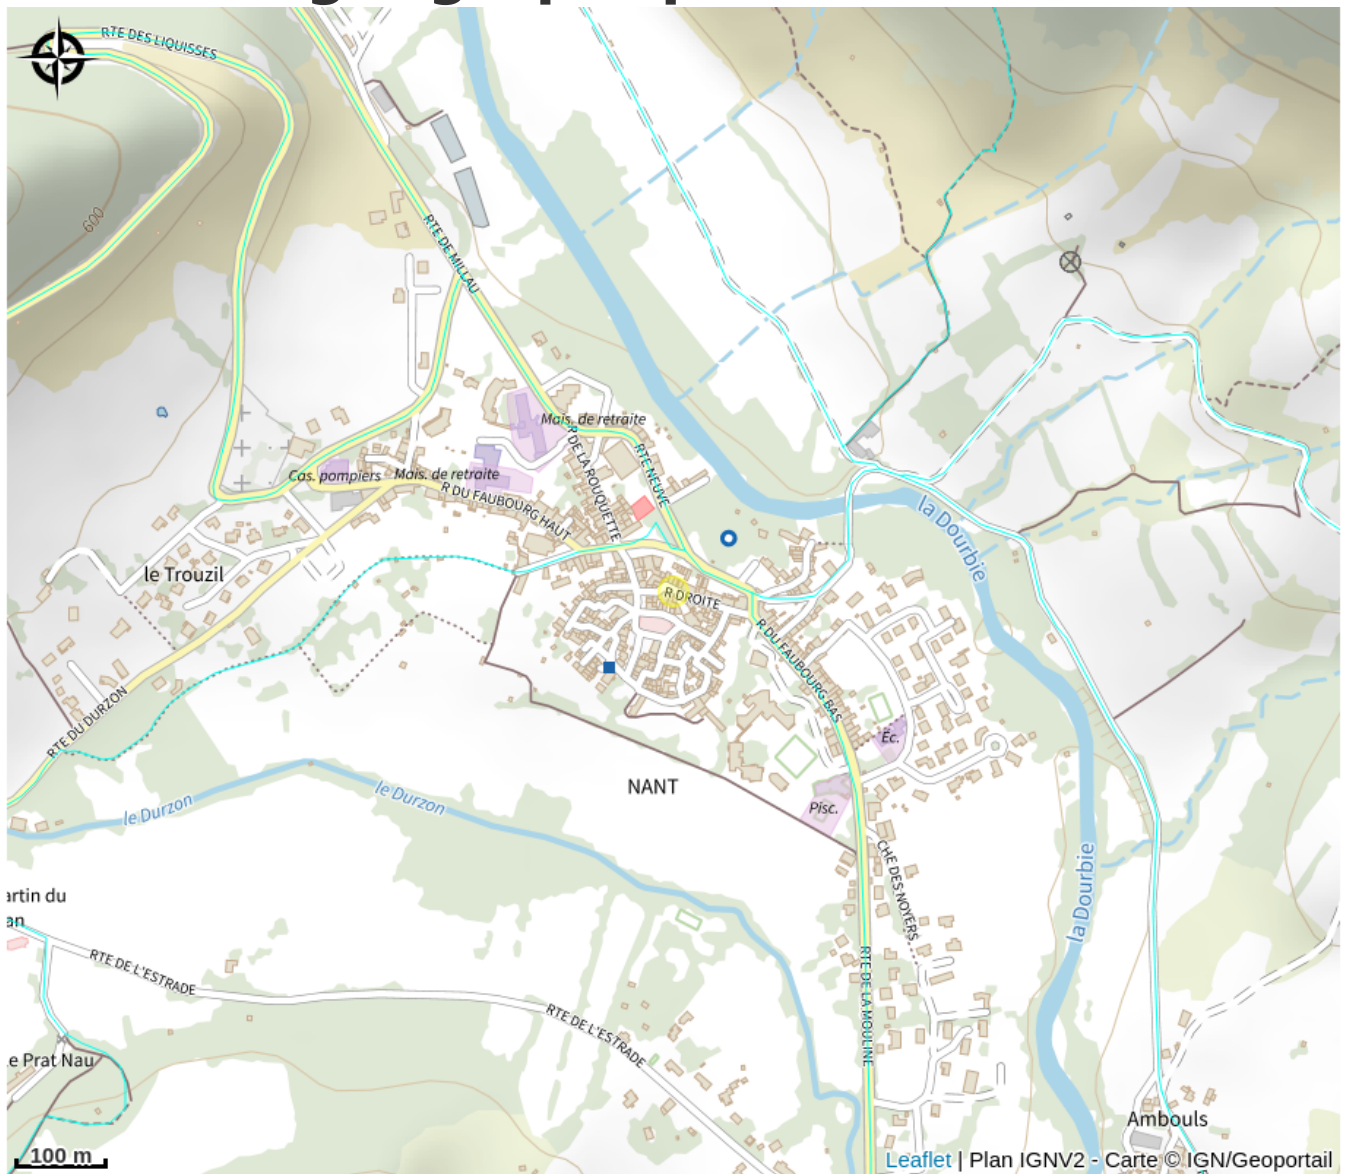 RTE DES LIQUISSES
600
RTE DE MILLAU
Mais. de retraite
R DE LA ROUQUETTE
RTE NEUVE
Cas. pompiers
Mais. de retraite
R DU FAUBOURG HAUT
la Dourbie
le Trouzil
R DROITE
R DU FAUBOURG BAS
RTE DU DURZON
Éc.
NANT
le Durzon
le Durzon
Pisc.
CHE DES NOYERS
la Dourbie
artin du
an
RTE DE L'ESTRADE
RTE DE L'ESTRADE
RTE DE LA MOULINE
e Prat Nau
Ambouls
100 m
Leaflet | Plan IGNV2 - Carte © IGN/Geoportail